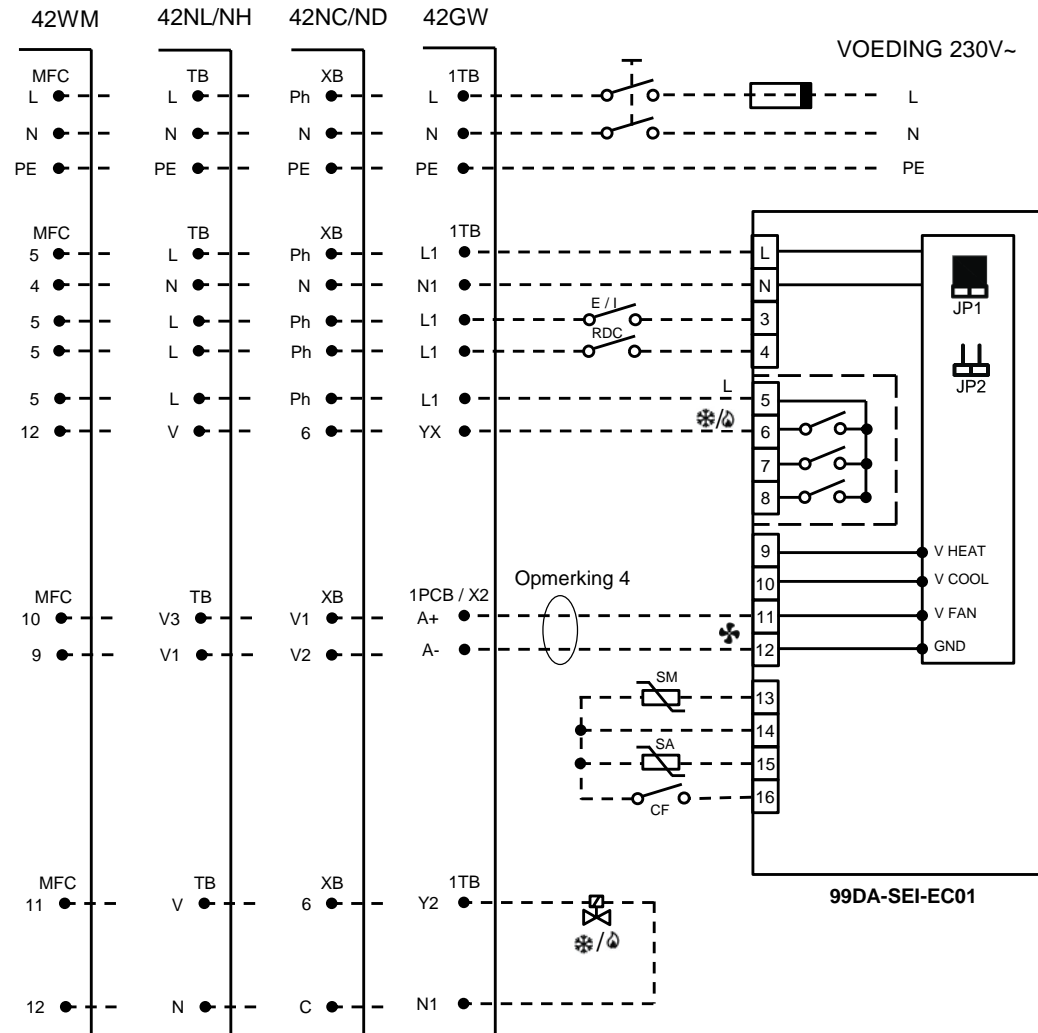 42WM 42NL/NH 42NC/ND 42GW
VOEDING 230V~
MFC TB XB 1TB
L L Ph L L
N N N N N
PE PE PE PE PE
MFC TB XB 1TB
5 L Ph L1 L
4 N N N1 N
JP1
E / I
5 L Ph L1 3
RDC
5 L Ph L1 4
JP2
L
5 L Ph L1 5
12 V 6 YX / 6
7
8
9 V HEAT
Opmerking 4
10 V COOL
MFC TB XB 1PCB / X2
10 V3 V1 A+ 11 V FAN
9 V1 V2 A- 12 GND
SM
13
14
SA
15
16
CF
MFC TB XB 1TB
11 V 6 Y2
99DA-SEI-EC01
/
12 N C N1